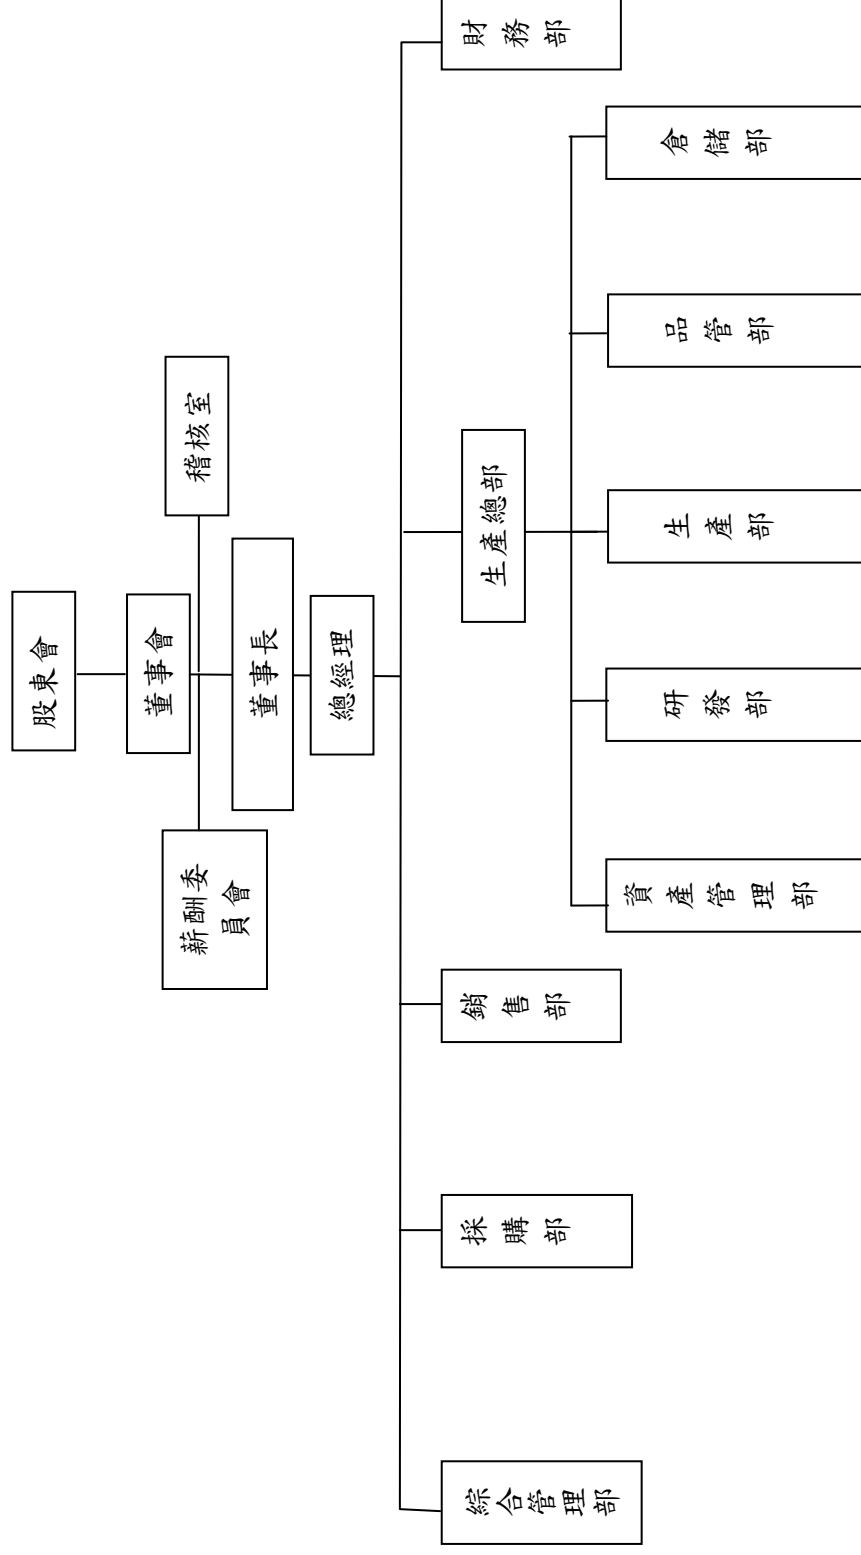 股東會
董事會
薪酬委
員會
稽核室
董事長
總經理
綜合管理部
採購部
銷售部
生產總部
財務部
資產管理部
研發部
生產部
品管部
倉儲部